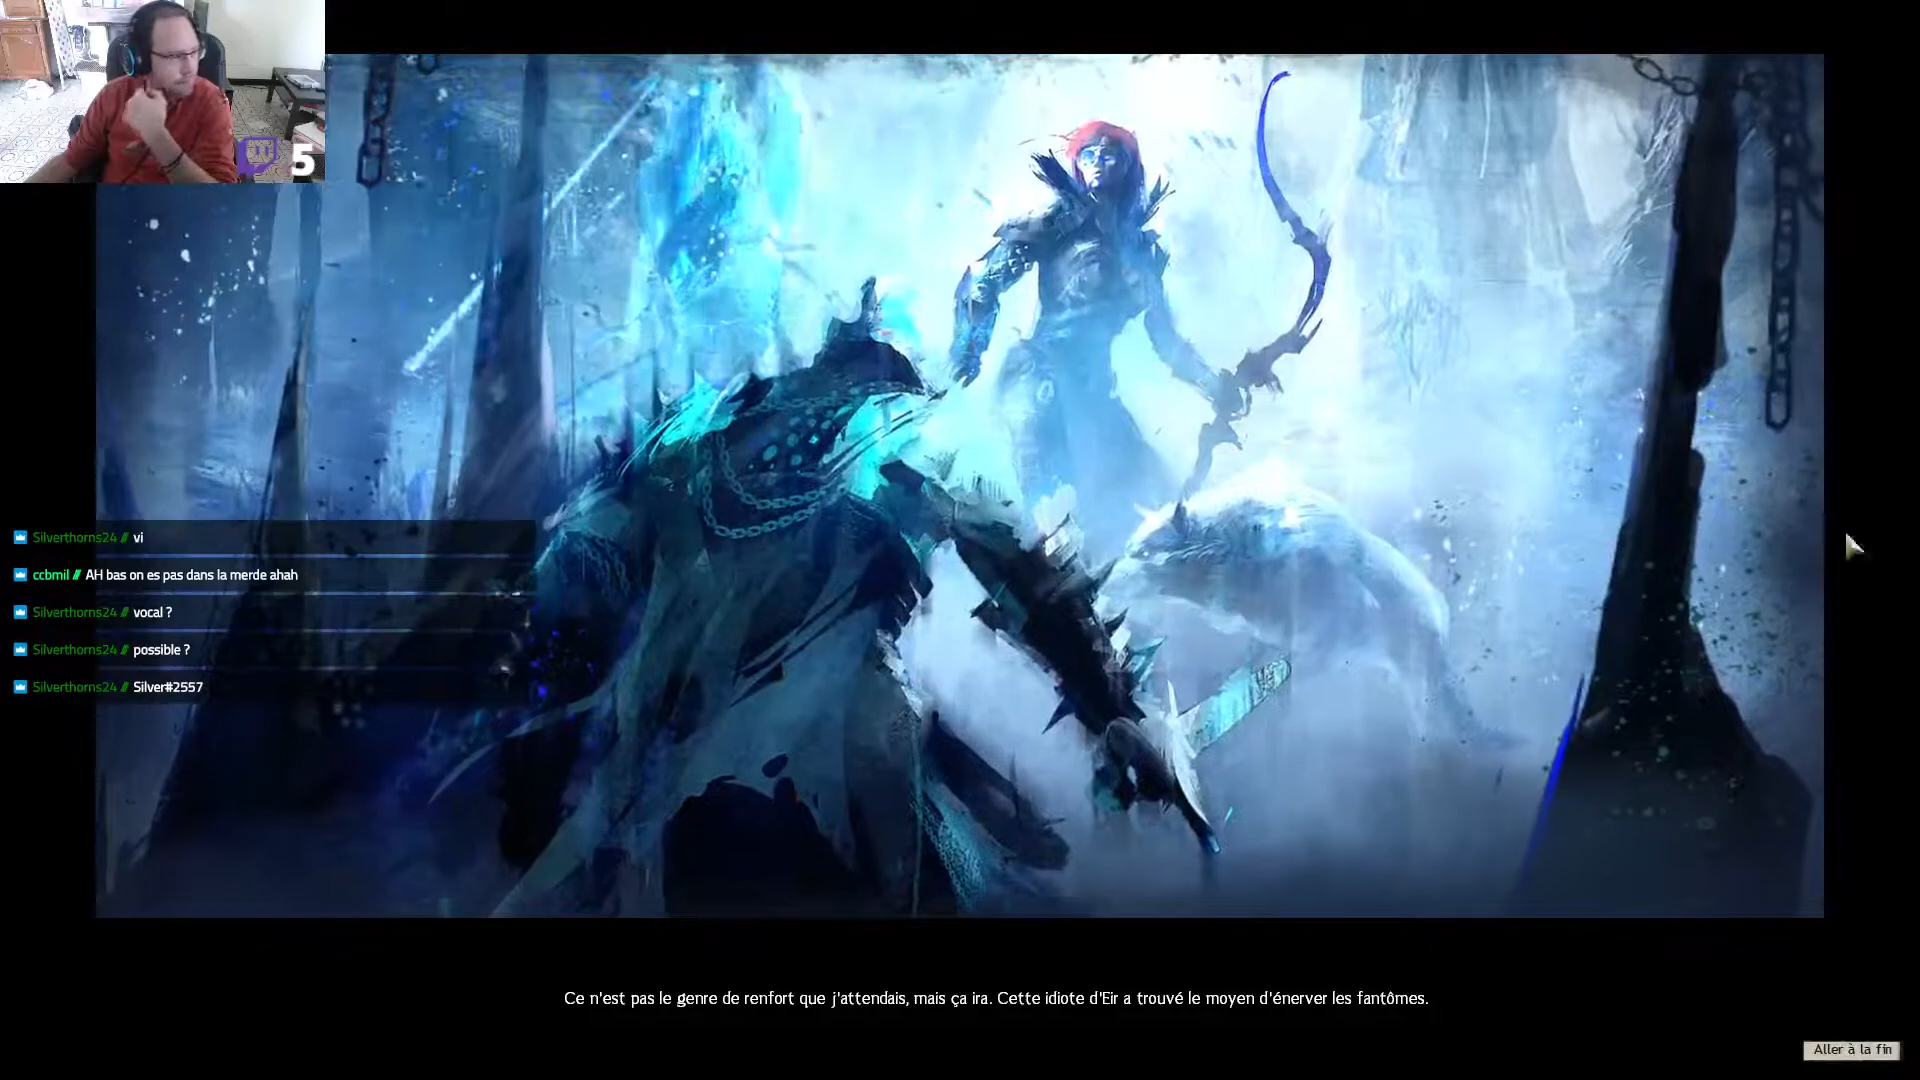 5
Silverthorns24 // vi
ccbmil // AH bas on es pas dans la merde ahah
Silverthorns24 // vocal ?
Silverthorns24 // possible ?
Silverthorns24 // Silver#2557
Ce n'est pas le genre de renfort que j'attendais, mais ça ira. Cette idiote d'Eir a trouvé le moyen d'énerver les fantômes.
Aller à la fin